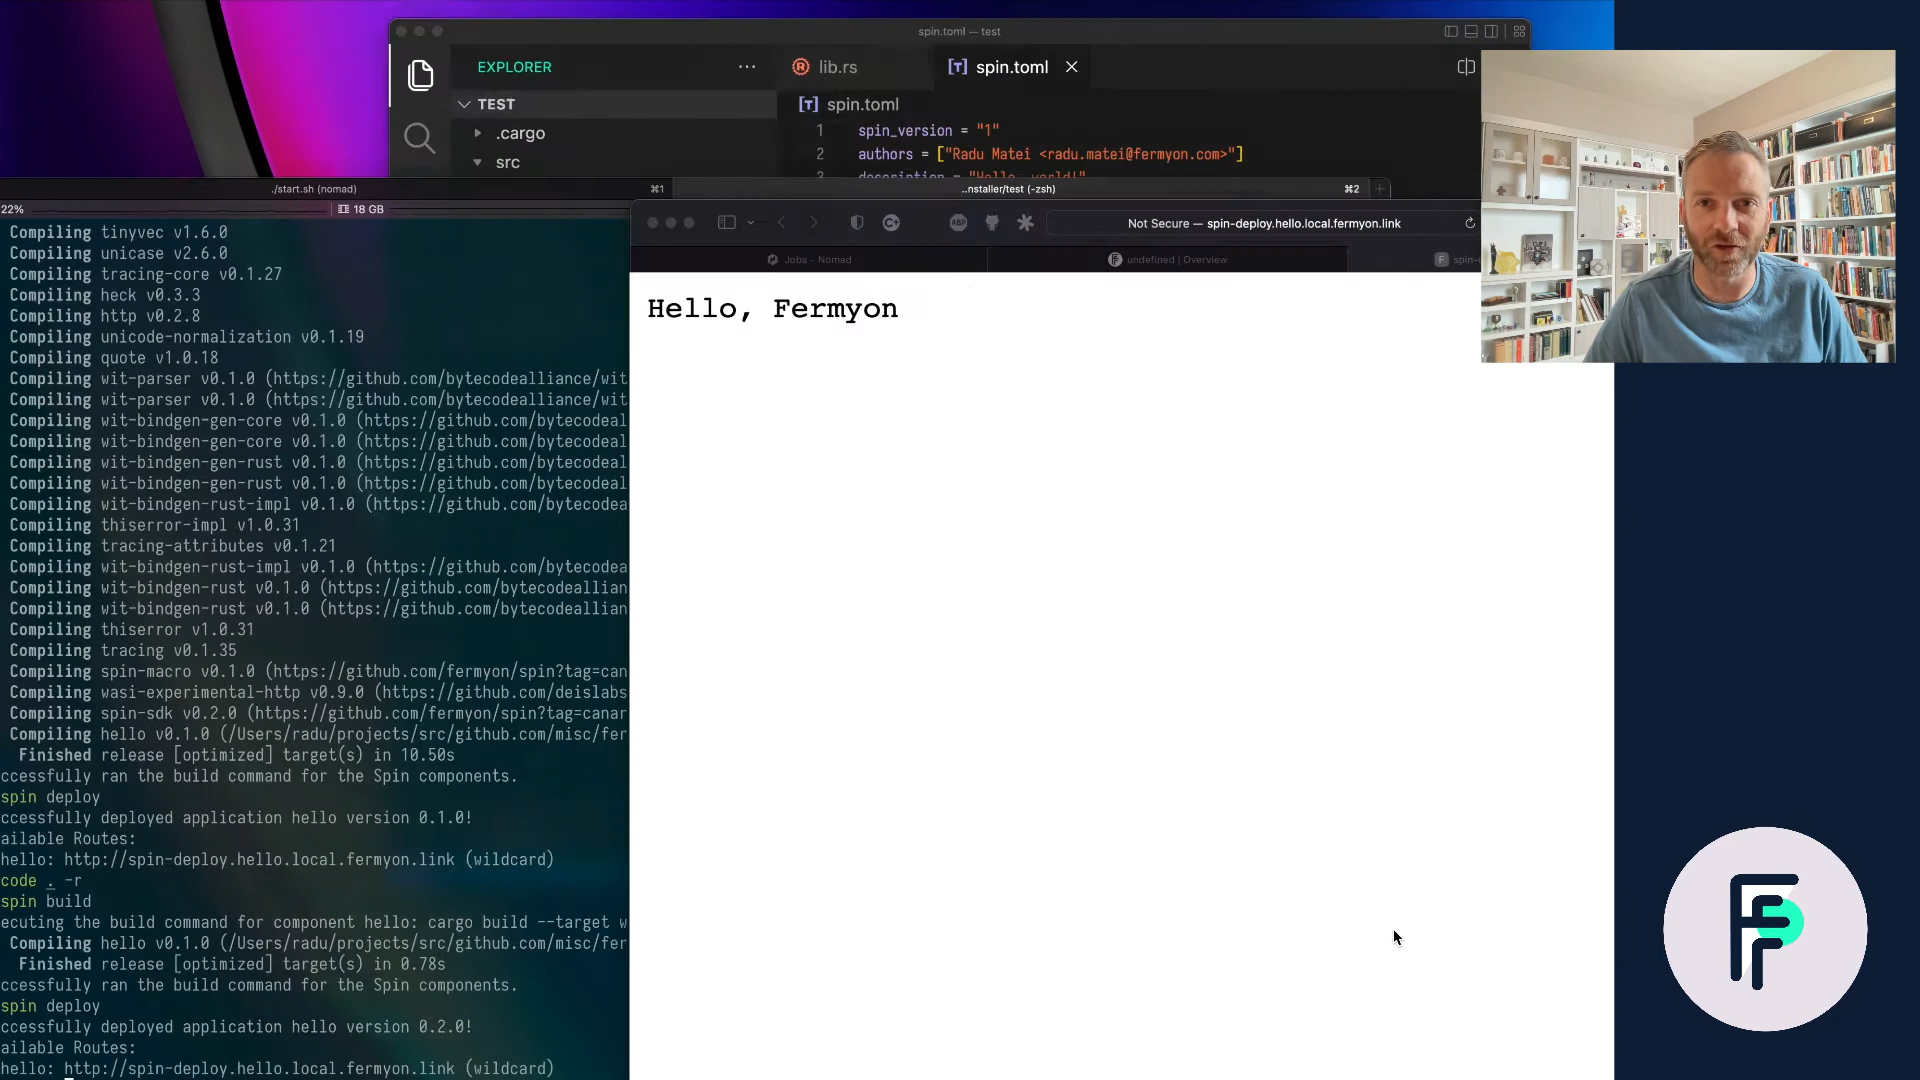 spin.toml — test
EXPLORER
lib.rs
spin.toml
TEST
spin.toml
.cargo
src
1 spin_version = "1"
2 authors = ["Radu Matei <radu.matei@fermyon.com>"]
3 description = "Hello, world!"
./start.sh (nomad) ⌘1
..nstaller/test (-zsh) ⌘2
22% 18 GB
Compiling tinyvec v1.6.0
Compiling unicase v2.6.0
Compiling tracing-core v0.1.27
Compiling heck v0.3.3
Compiling http v0.2.8
Compiling unicode-normalization v0.1.19
Compiling quote v1.0.18
Compiling wit-parser v0.1.0 (https://github.com/bytecodealliance/wit
Compiling wit-parser v0.1.0 (https://github.com/bytecodealliance/wit
Compiling wit-bindgen-gen-core v0.1.0 (https://github.com/bytecodeal
Compiling wit-bindgen-gen-core v0.1.0 (https://github.com/bytecodeal
Compiling wit-bindgen-gen-rust v0.1.0 (https://github.com/bytecodeal
Compiling wit-bindgen-gen-rust v0.1.0 (https://github.com/bytecodeal
Compiling wit-bindgen-rust-impl v0.1.0 (https://github.com/bytecodea
Compiling thiserror-impl v1.0.31
Compiling tracing-attributes v0.1.21
Compiling wit-bindgen-rust-impl v0.1.0 (https://github.com/bytecodea
Compiling wit-bindgen-rust v0.1.0 (https://github.com/bytecodeallian
Compiling wit-bindgen-rust v0.1.0 (https://github.com/bytecodeallian
Compiling thiserror v1.0.31
Compiling tracing v0.1.35
Compiling spin-macro v0.1.0 (https://github.com/fermyon/spin?tag=can
Compiling wasi-experimental-http v0.9.0 (https://github.com/deislabs
Compiling spin-sdk v0.2.0 (https://github.com/fermyon/spin?tag=canar
Compiling hello v0.1.0 (/Users/radu/projects/src/github.com/misc/fer
Finished release [optimized] target(s) in 10.50s
ccessfully ran the build command for the Spin components.
spin deploy
ccessfully deployed application hello version 0.1.0!
ailable Routes:
hello: http://spin-deploy.hello.local.fermyon.link (wildcard)
code . -r
spin build
ecuting the build command for component hello: cargo build --target w
Compiling hello v0.1.0 (/Users/radu/projects/src/github.com/misc/fer
Finished release [optimized] target(s) in 0.78s
ccessfully ran the build command for the Spin components.
spin deploy
ccessfully deployed application hello version 0.2.0!
ailable Routes:
hello: http://spin-deploy.hello.local.fermyon.link (wildcard)
ABP
Not Secure — spin-deploy.hello.local.fermyon.link
Jobs - Nomad
undefined | Overview
F spin-
Hello, Fermyon